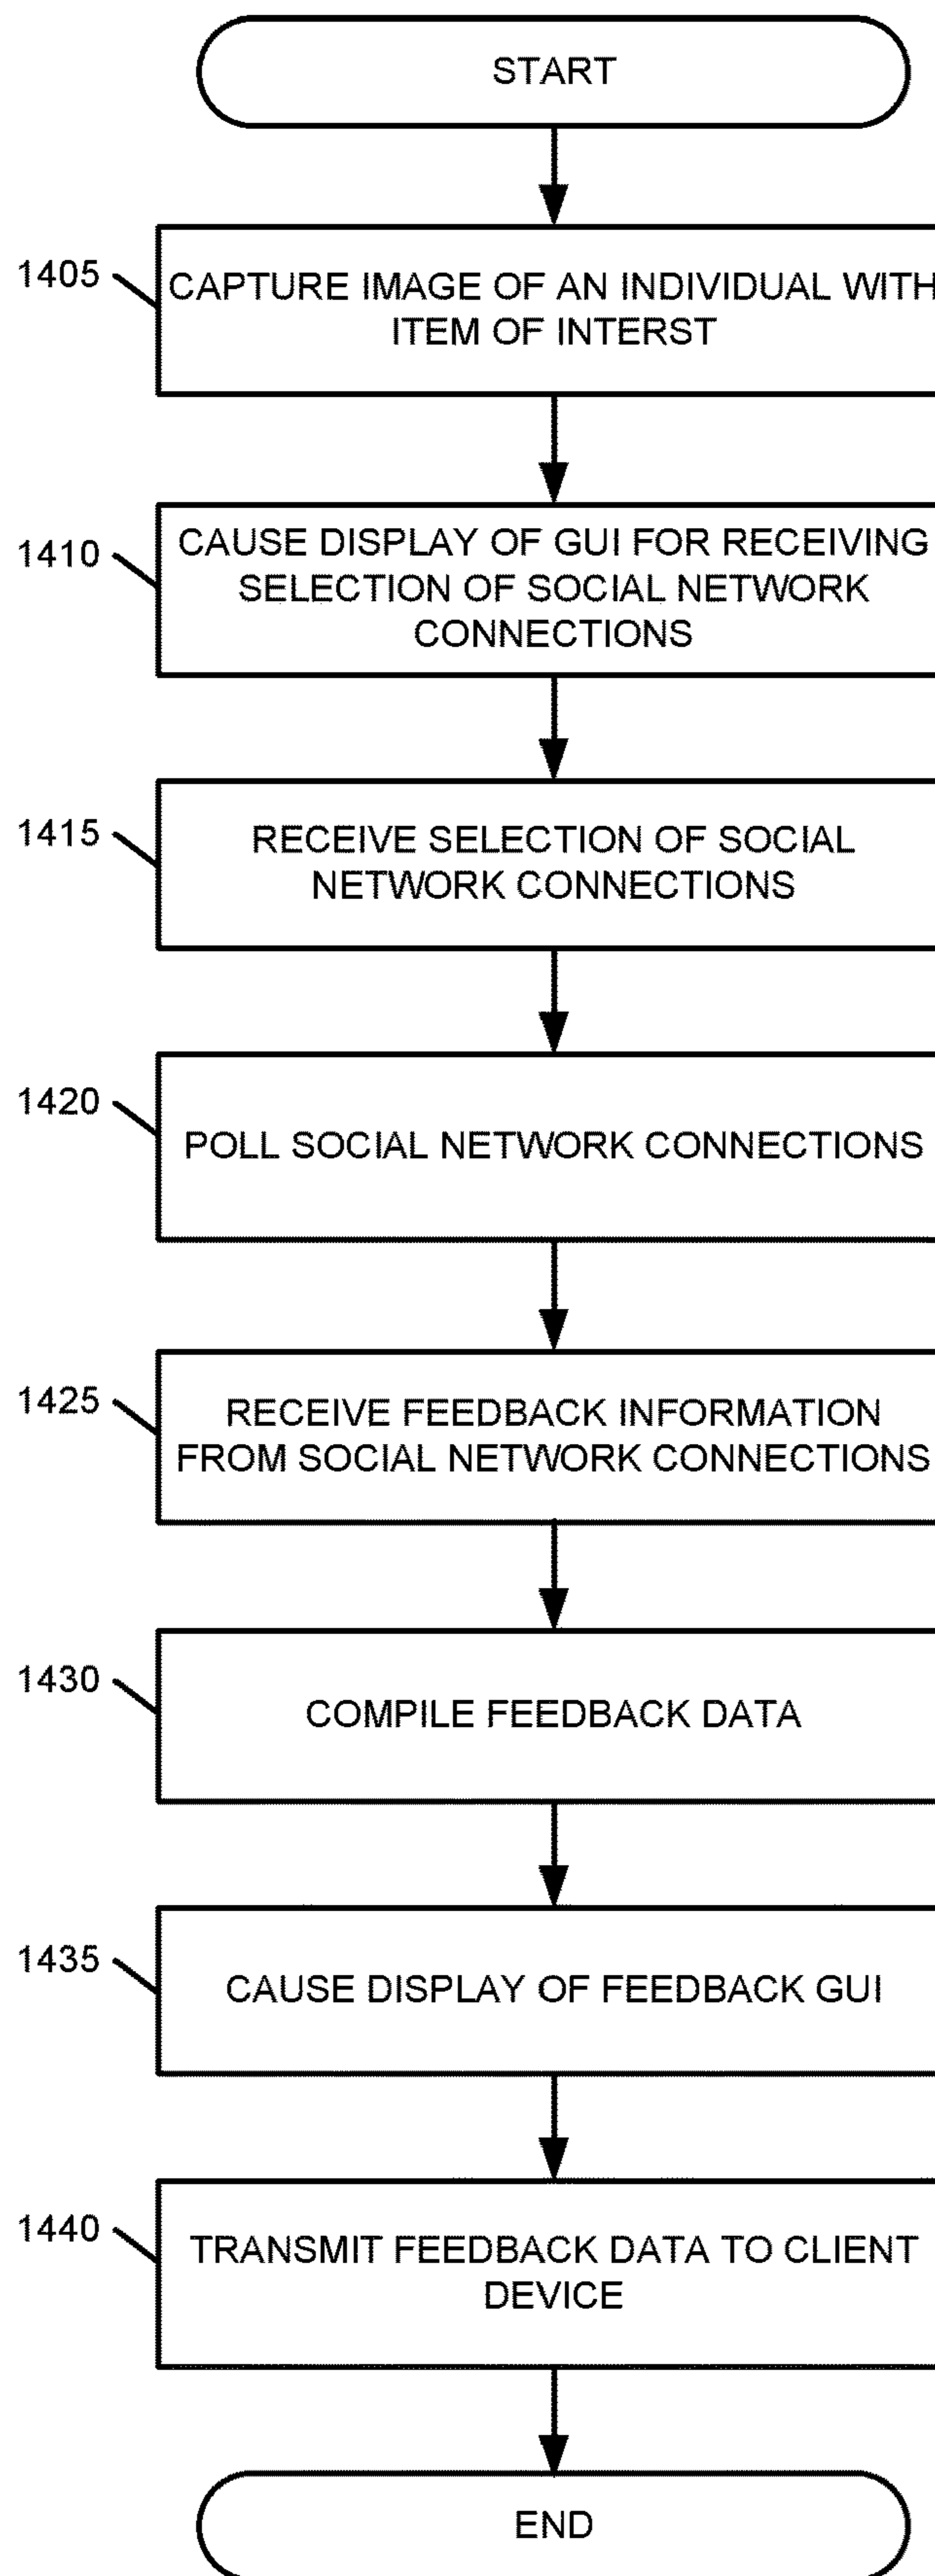 START
1405
CAPTURE IMAGE OF AN INDIVIDUAL WITH
ITEM OF INTERST
1410
CAUSE DISPLAY OF GUI FOR RECEIVING
SELECTION OF SOCIAL NETWORK
CONNECTIONS
1415
RECEIVE SELECTION OF SOCIAL
NETWORK CONNECTIONS
1420
POLL SOCIAL NETWORK CONNECTIONS
1425
RECEIVE FEEDBACK INFORMATION
FROM SOCIAL NETWORK CONNECTIONS
1430
COMPILE FEEDBACK DATA
1435
CAUSE DISPLAY OF FEEDBACK GUI
1440
TRANSMIT FEEDBACK DATA TO CLIENT
DEVICE
END